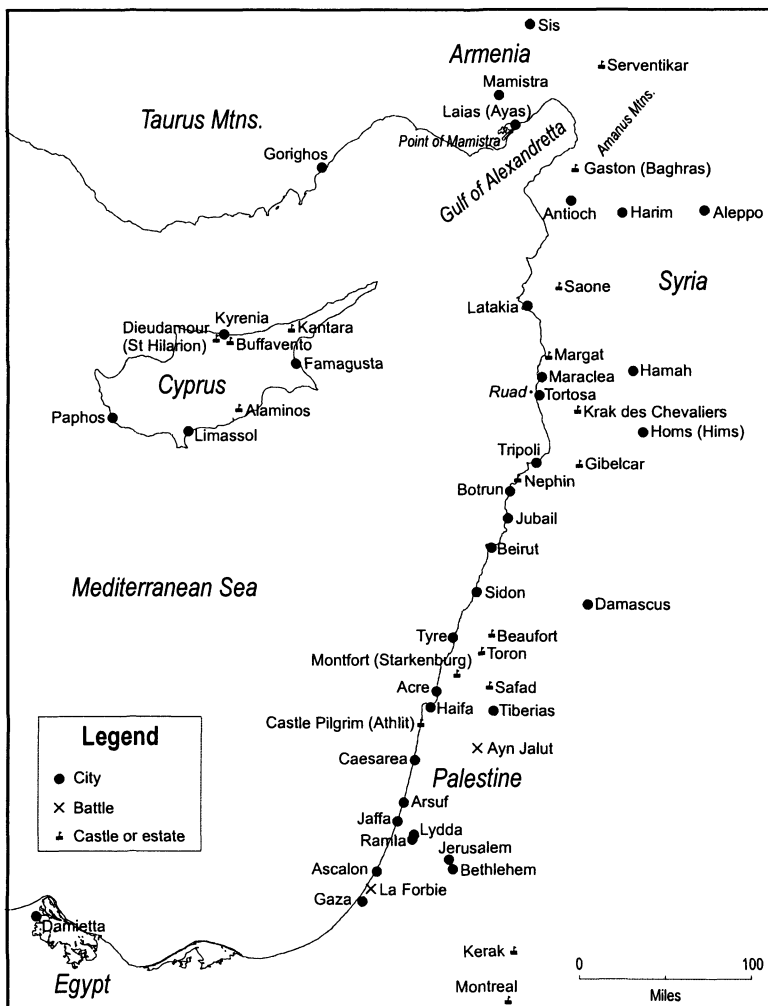 Sis
Armenia
Serventikar
Mamistra
Laias (Ayas)
Amanus Mtns.
Taurus Mtns.
Point of Mamistra
Gorighos
Gulf of Alexandretta
Gaston (Baghras)
Antioch
Harim
Aleppo
Saone
Syria
Latakia
Kyrenia
Kantara
Dieudamour
(St Hilarion)
Buffavento
Famagusta
Cyprus
Margat
Maraclea
Hamah
Ruad
Tortosa
Alaminos
Krak des Chevaliers
Paphos
Limassol
Homs (Hims)
Tripoli
Gibelcar
Nephin
Botrun
Jubail
Beirut
Mediterranean Sea
Sidon
Damascus
Tyre
Beaufort
Toron
Montfort (Starkenburg)
Acre
Safad
Haifa
Tiberias
Castle Pilgrim (Athlit)
Legend
City
Battle
Castle or estate
Ayn Jalut
Caesarea
Palestine
Arsuf
Jaffa
Lydda
Ramla
Jerusalem
Bethlehem
Ascalon
La Forbie
Gaza
Damietta
Egypt
Kerak
Montreal
0 100
Miles